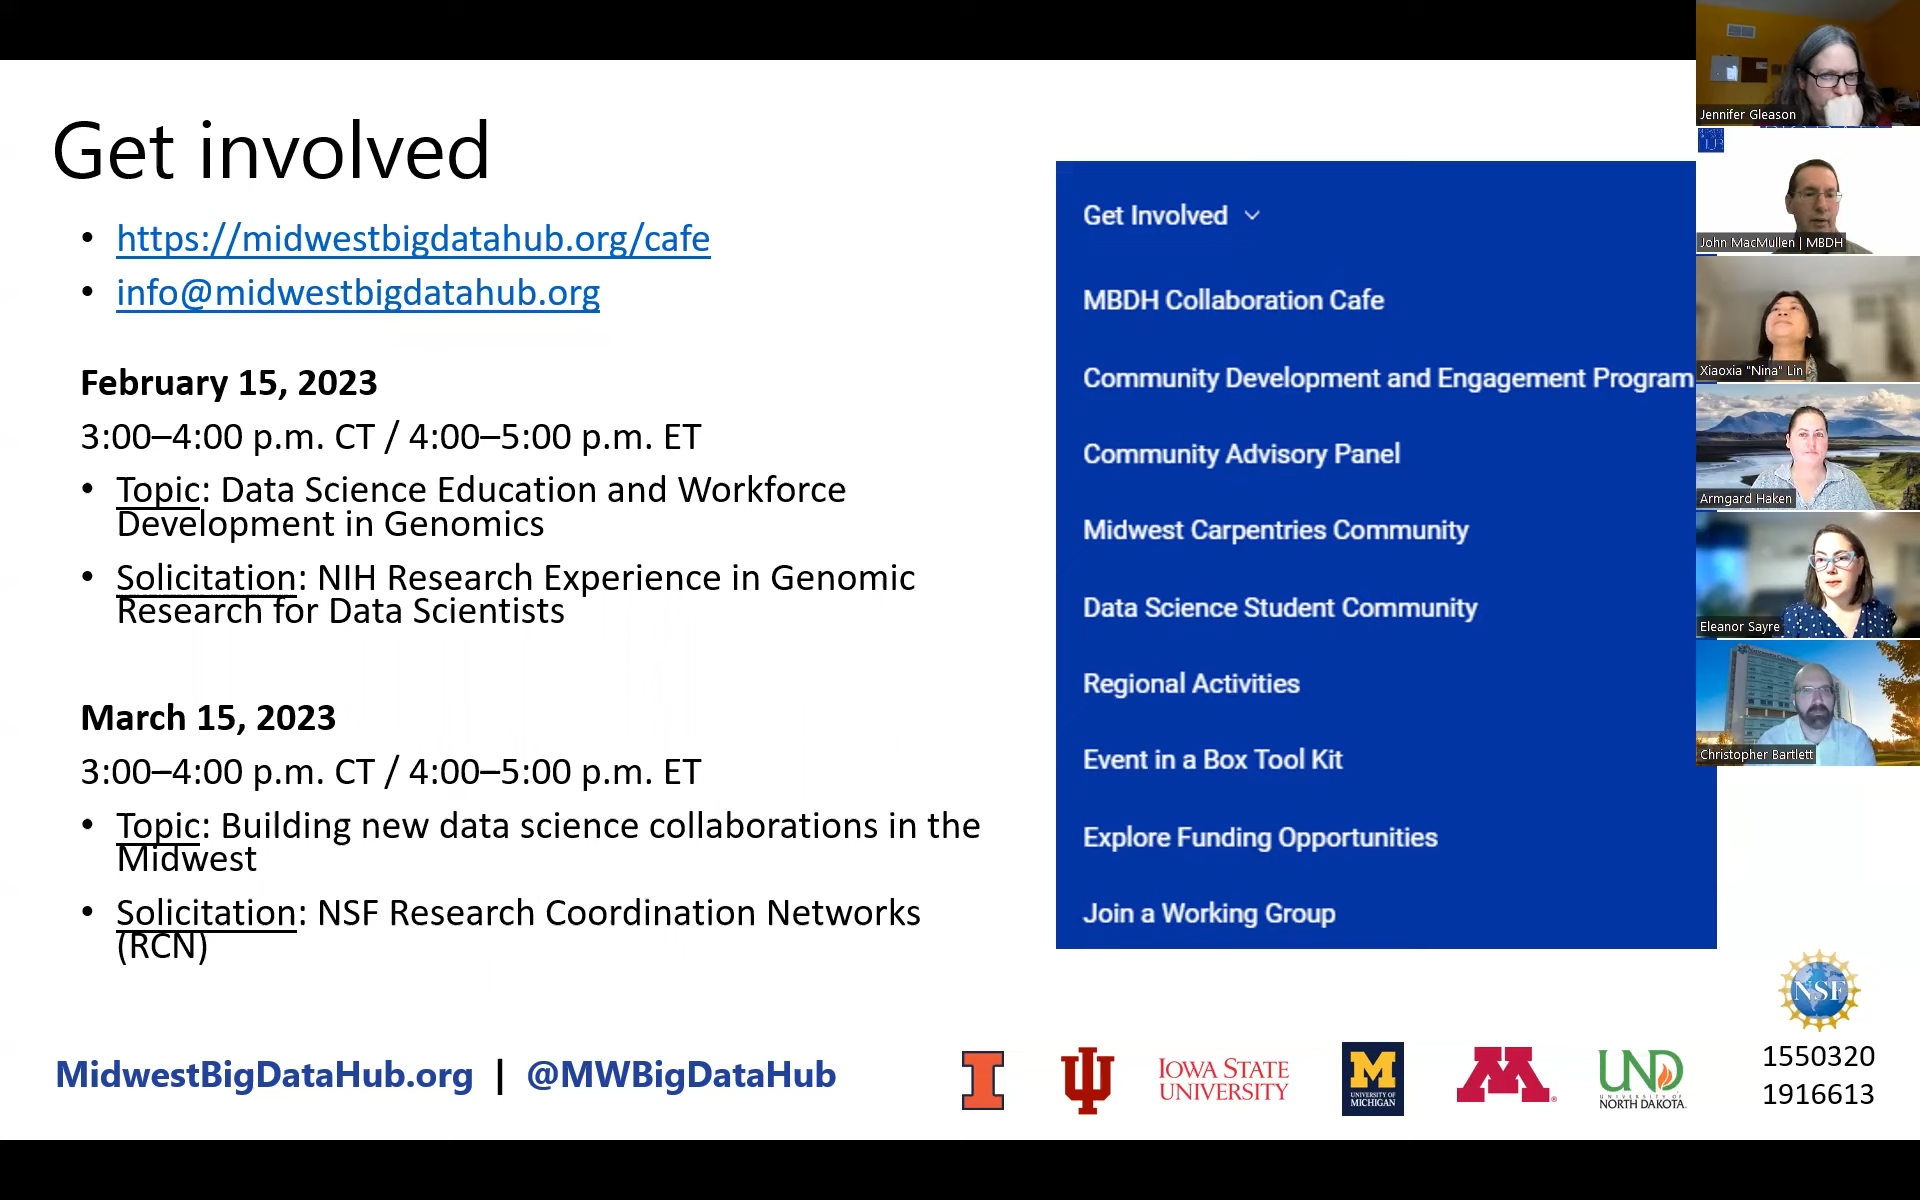 Get involved
• https://midwestbigdatahub.org/cafe
• info@midwestbigdatahub.org
February 15, 2023
3:00–4:00 p.m. CT / 4:00–5:00 p.m. ET
• Topic: Data Science Education and Workforce
Development in Genomics
• Solicitation: NIH Research Experience in Genomic
Research for Data Scientists
March 15, 2023
3:00–4:00 p.m. CT / 4:00–5:00 p.m. ET
• Topic: Building new data science collaborations in the
Midwest
• Solicitation: NSF Research Coordination Networks
(RCN)
Get Involved
MBDH Collaboration Cafe
Community Development and Engagement Program
Community Advisory Panel
Midwest Carpentries Community
Data Science Student Community
Regional Activities
Event in a Box Tool Kit
Explore Funding Opportunities
Join a Working Group
Jennifer Gleason
John MacMullen | MBDH
Xiaoxia "Nina" Lin
Armgard Haken
Eleanor Sayre
Christopher Bartlett
MidwestBigDataHub.org | @MWBigDataHub
I
IU
IOWA STATE
UNIVERSITY
M
UNIVERSITY OF
MICHIGAN
M
UND
UNIVERSITY OF
NORTH DAKOTA
NSF
1550320
1916613